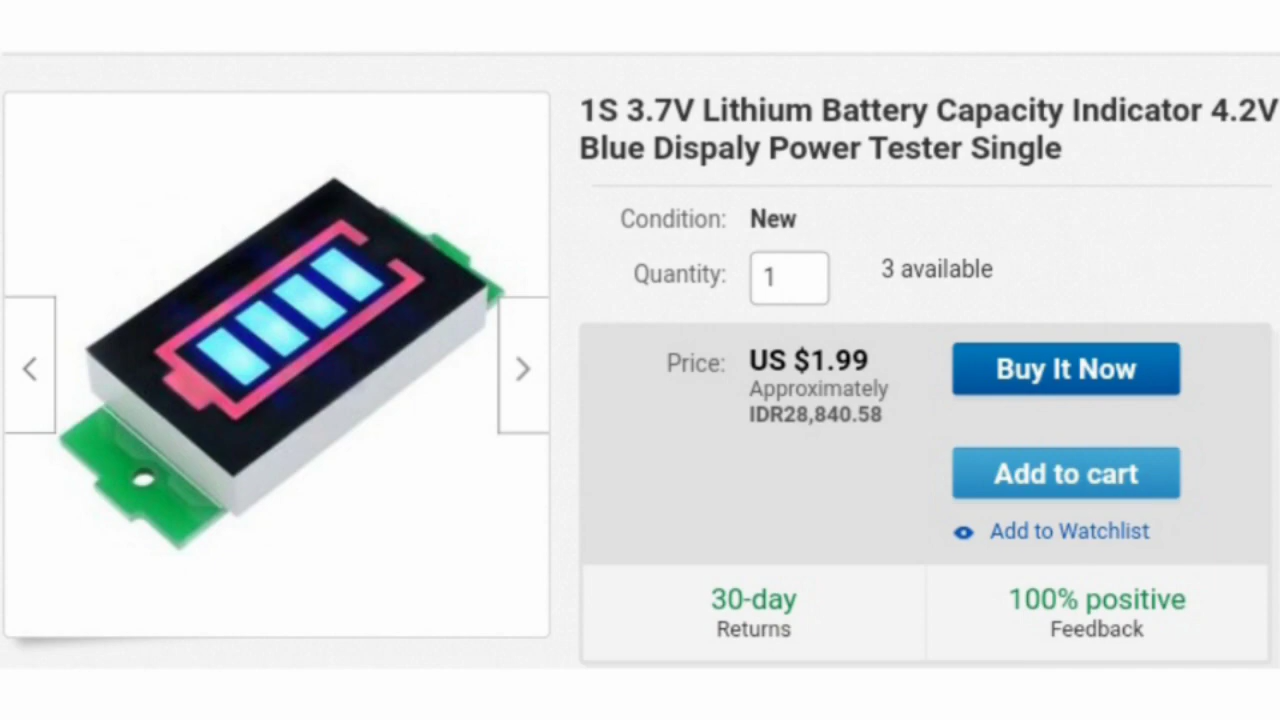 1S 3.7V Lithium Battery Capacity Indicator 4.2V
Blue Dispaly Power Tester Single
Condition: New
Quantity: 1 3 available
Price: US $1.99
Approximately
IDR28,840.58
Buy It Now
Add to cart
Add to Watchlist
30-day
Returns
100% positive
Feedback